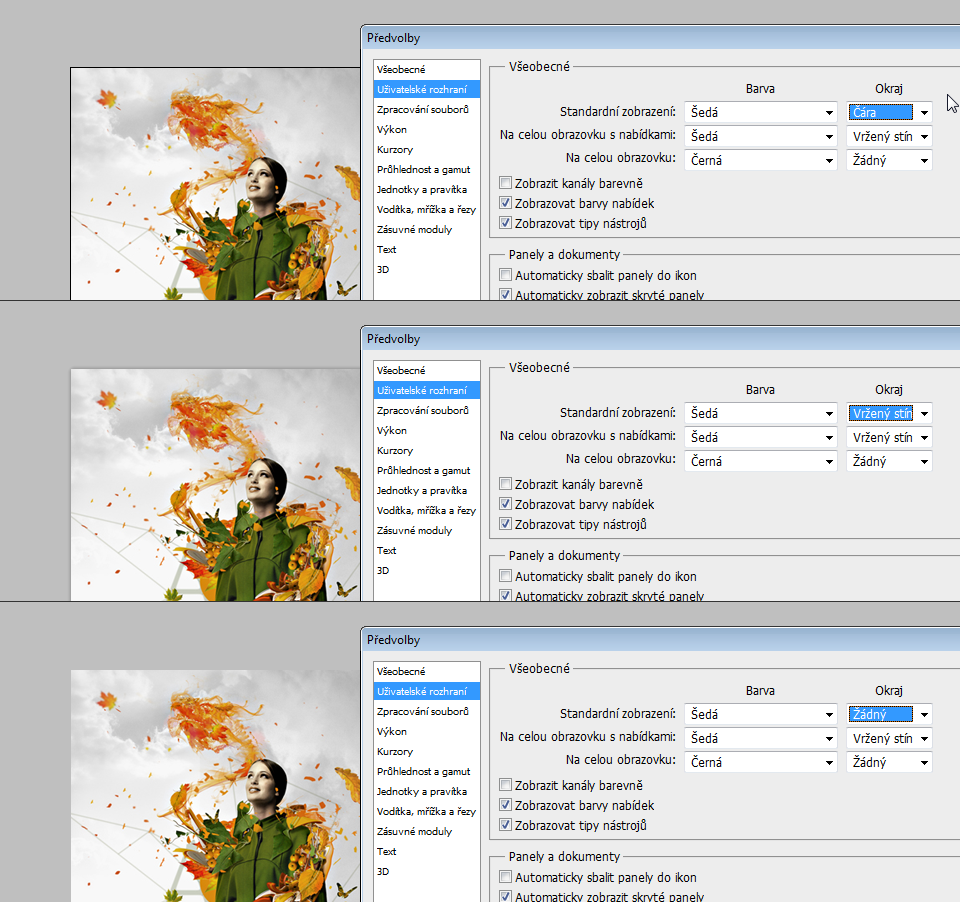 Předvolby
Všeobecné
Uživatelské rozhraní
Zpracování souborů
Výkon
Kurzory
Průhlednost a gamut
Jednotky a pravítka
Vodítka, mřížka a řezy
Zásuvné moduly
Text
3D
Všeobecné
Barva Okraj
Standardní zobrazení: Šedá Čára
Na celou obrazovku s nabídkami: Šedá Vržený stín
Na celou obrazovku: Černá Žádný
Zobrazit kanály barevně
Zobrazovat barvy nabídek
Zobrazovat tipy nástrojů
Panely a dokumenty
Automaticky sbalit panely do ikon
Automaticky zobrazit skryté panely
Předvolby
Všeobecné
Uživatelské rozhraní
Zpracování souborů
Výkon
Kurzory
Průhlednost a gamut
Jednotky a pravítka
Vodítka, mřížka a řezy
Zásuvné moduly
Text
3D
Všeobecné
Barva Okraj
Standardní zobrazení: Šedá Vržený stín
Na celou obrazovku s nabídkami: Šedá Vržený stín
Na celou obrazovku: Černá Žádný
Zobrazit kanály barevně
Zobrazovat barvy nabídek
Zobrazovat tipy nástrojů
Panely a dokumenty
Automaticky sbalit panely do ikon
Automaticky zobrazit skryté panely
Předvolby
Všeobecné
Uživatelské rozhraní
Zpracování souborů
Výkon
Kurzory
Průhlednost a gamut
Jednotky a pravítka
Vodítka, mřížka a řezy
Zásuvné moduly
Text
3D
Všeobecné
Barva Okraj
Standardní zobrazení: Šedá Žádný
Na celou obrazovku s nabídkami: Šedá Vržený stín
Na celou obrazovku: Černá Žádný
Zobrazit kanály barevně
Zobrazovat barvy nabídek
Zobrazovat tipy nástrojů
Panely a dokumenty
Automaticky sbalit panely do ikon
Automaticky zobrazit skryté panely